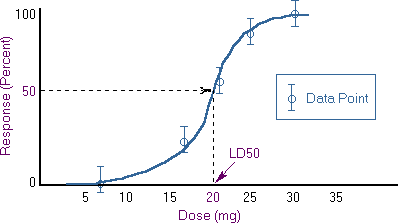 100
Response (Percent)
50
0
Data Point
LD50
5 10 15 20 25 30 35
Dose (mg)